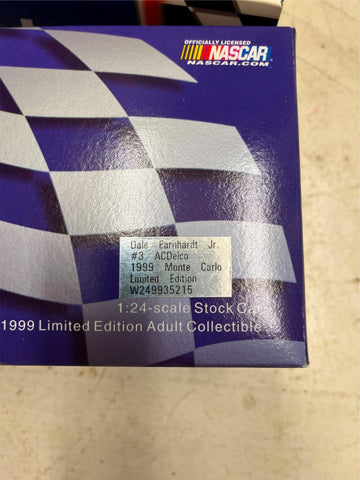 OFFICIALLY LICENSED
NASCAR
NASCAR.COM
Dale Earnhardt Jr.
#3 ACDelco
1999 Monte Carlo
Limited Edition
W249935215
1:24-scale Stock Car
1999 Limited Edition Adult Collectible